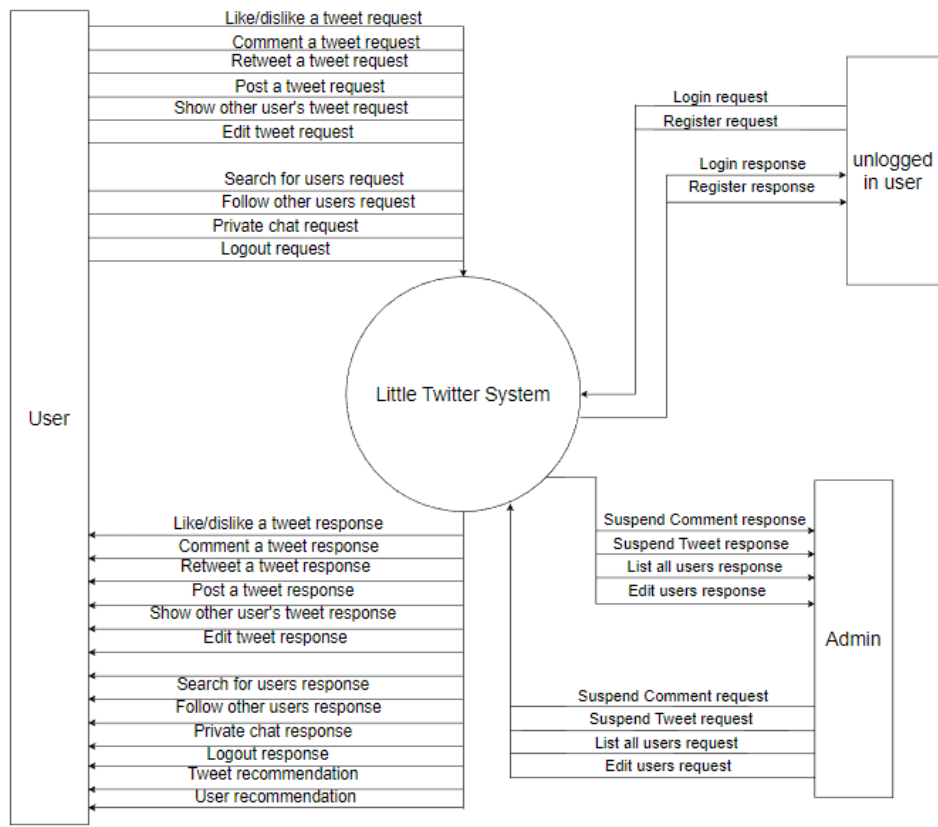 Like/dislike a tweet request
Comment a tweet request
Retweet a tweet request
Post a tweet request
Show other user's tweet request
Edit tweet request
Search for users request
Follow other users request
Private chat request
Logout request
Login request
Register request
Login response
Register response
unlogged
in user
Little Twitter System
User
Like/dislike a tweet response
Comment a tweet response
Retweet a tweet response
Post a tweet response
Show other user's tweet response
Edit tweet response
Search for users response
Follow other users response
Private chat response
Logout response
Tweet recommendation
User recommendation
Suspend Comment response
Suspend Tweet response
List all users response
Edit users response
Admin
Suspend Comment request
Suspend Tweet request
List all users request
Edit users request